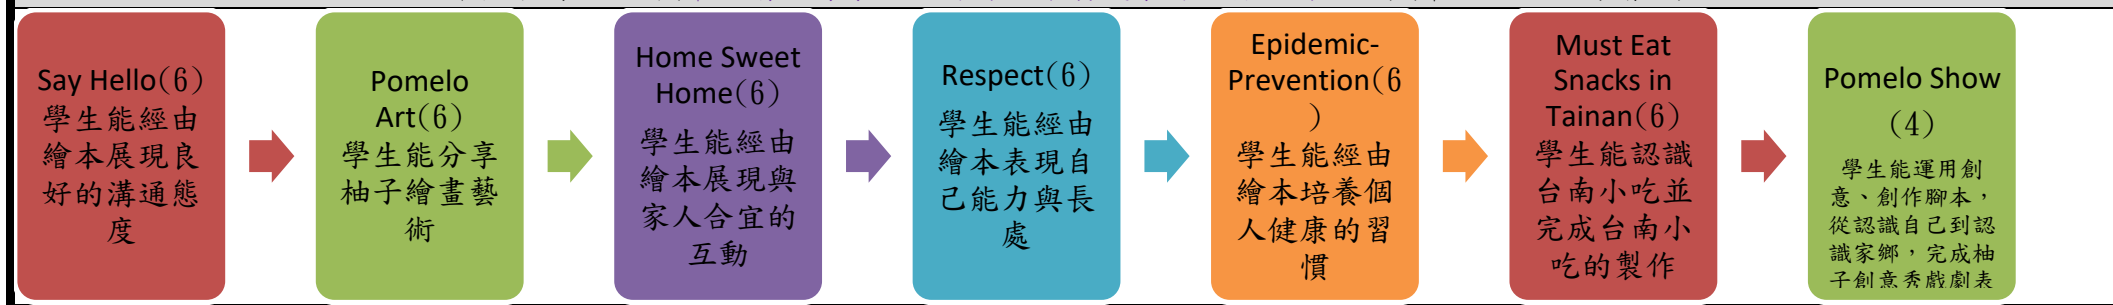 Say Hello(6)
學生能經由
繪本展現良
好的溝通態
度
Pomelo
Art(6)
學生能分享
柚子繪畫藝
術
Home Sweet
Home(6)
學生能經由
繪本展現與
家人合宜的
互動
Respect(6)
學生能經由
繪本表現自
己能力與長
處
Epidemic-
Prevention(6
)
學生能經由
繪本培養個
人健康的習
慣
Must Eat
Snacks in
Tainan(6)
學生能認識
台南小吃並
完成台南小
吃的製作
Pomelo Show
(4)
學生能運用創
意、創作腳本，
從認識自己到認
識家鄉，完成柚
子創意秀戲劇表